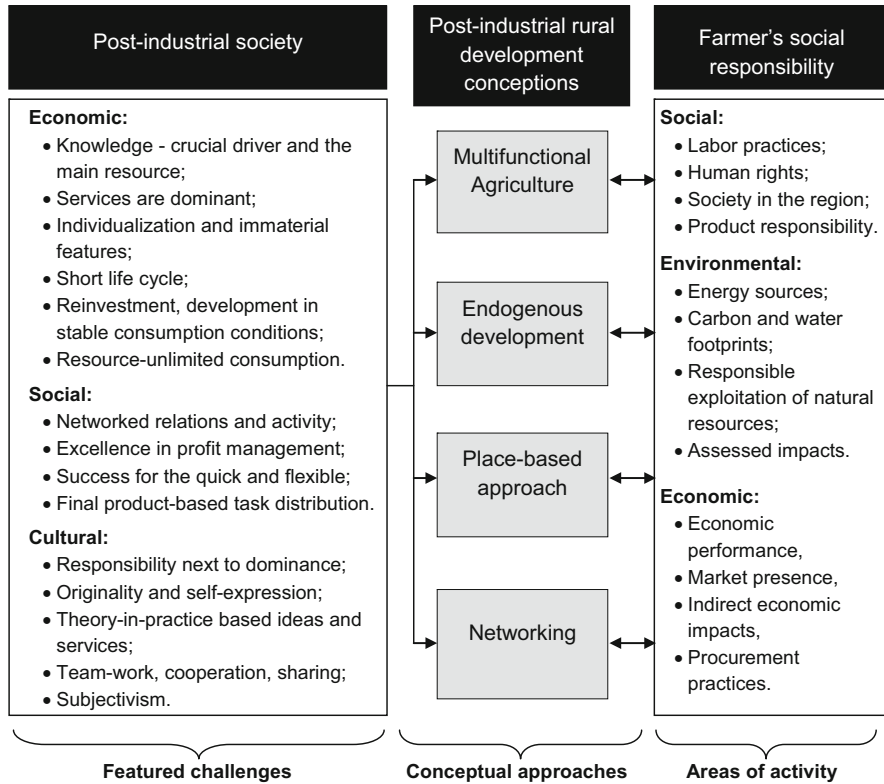 Post-industrial society
Economic:
• Knowledge - crucial driver and the
main resource;
• Services are dominant;
• Individualization and immaterial
features;
• Short life cycle;
• Reinvestment, development in
stable consumption conditions;
• Resource-unlimited consumption.
Social:
• Networked relations and activity;
• Excellence in profit management;
• Success for the quick and flexible;
• Final product-based task distribution.
Cultural:
• Responsibility next to dominance;
• Originality and self-expression;
• Theory-in-practice based ideas and
services;
• Team-work, cooperation, sharing;
• Subjectivism.
Featured challenges
Post-industrial rural
development
conceptions
Multifunctional
Agriculture
Endogenous
development
Place-based
approach
Networking
Conceptual approaches
Farmer's social
responsibility
Social:
• Labor practices;
• Human rights;
• Society in the region;
• Product responsibility.
Environmental:
• Energy sources;
• Carbon and water
footprints;
• Responsible
exploitation of natural
resources;
• Assessed impacts.
Economic:
• Economic
performance,
• Market presence,
• Indirect economic
impacts,
• Procurement
practices.
Areas of activity